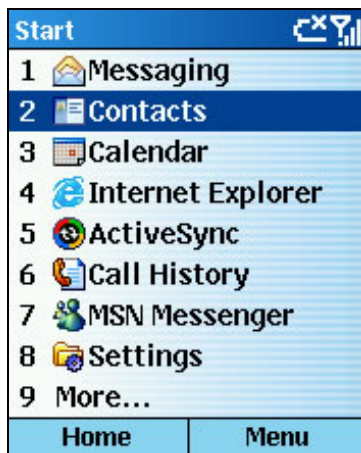 Start
1 Messaging
2 Contacts
3 Calendar
4 Internet Explorer
5 ActiveSync
6 Call History
7 MSN Messenger
8 Settings
9 More...
Home Menu